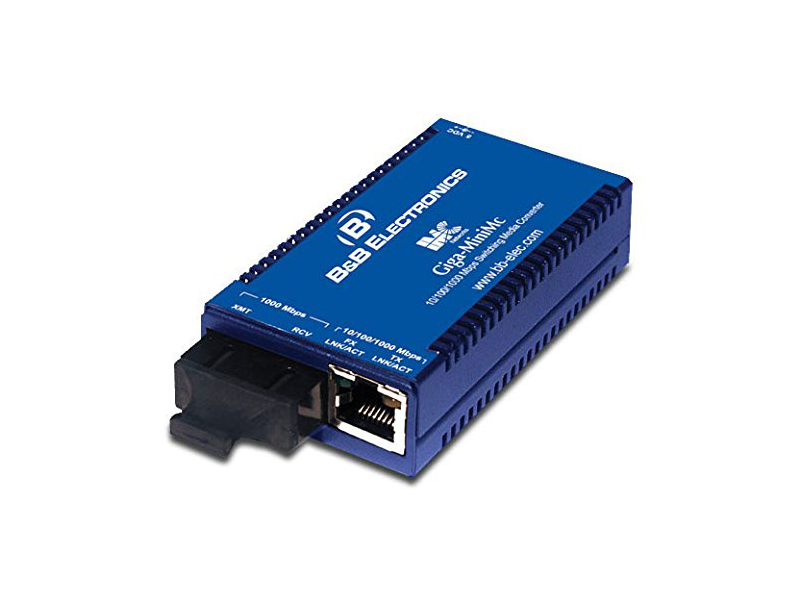 5 VDC
B
B&B ELECTRONICS
Giga-MiniMc
10/100/1000 Mbps Switching Media Converter
www.bb-elec.com
1000 Mbps
XMT
RCV
10/100/1000 Mbps
FX
LNK/ACT
TX
LNK/ACT